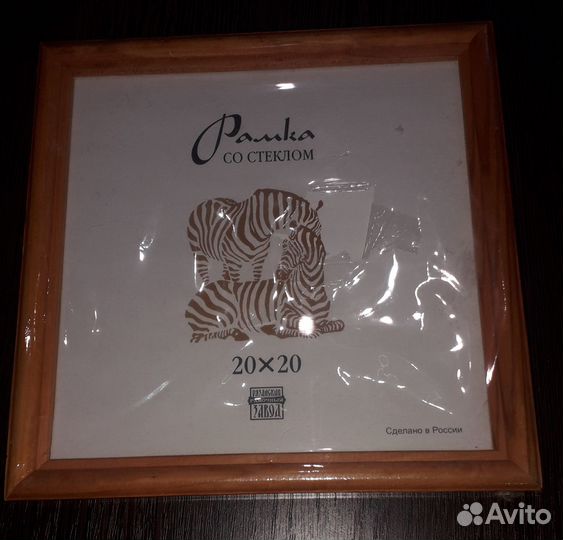 Рамка
СО СТЕКЛОМ
20×20
ЗАВОД
Сделано в России
Avito